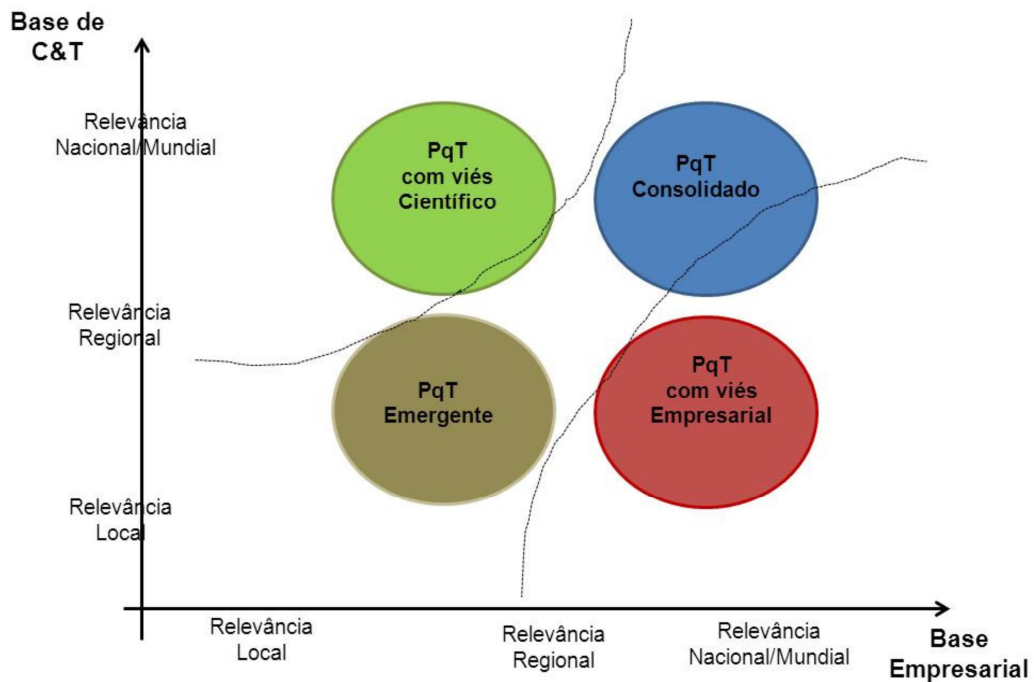 Base de
C&T
Relevância
Nacional/Mundial
PqT
com viés
Científico
PqT
Consolidado
Relevância
Regional
PqT
Emergente
PqT
com viés
Empresarial
Relevância
Local
Relevância
Local
Relevância
Regional
Relevância
Nacional/Mundial
Base
Empresarial